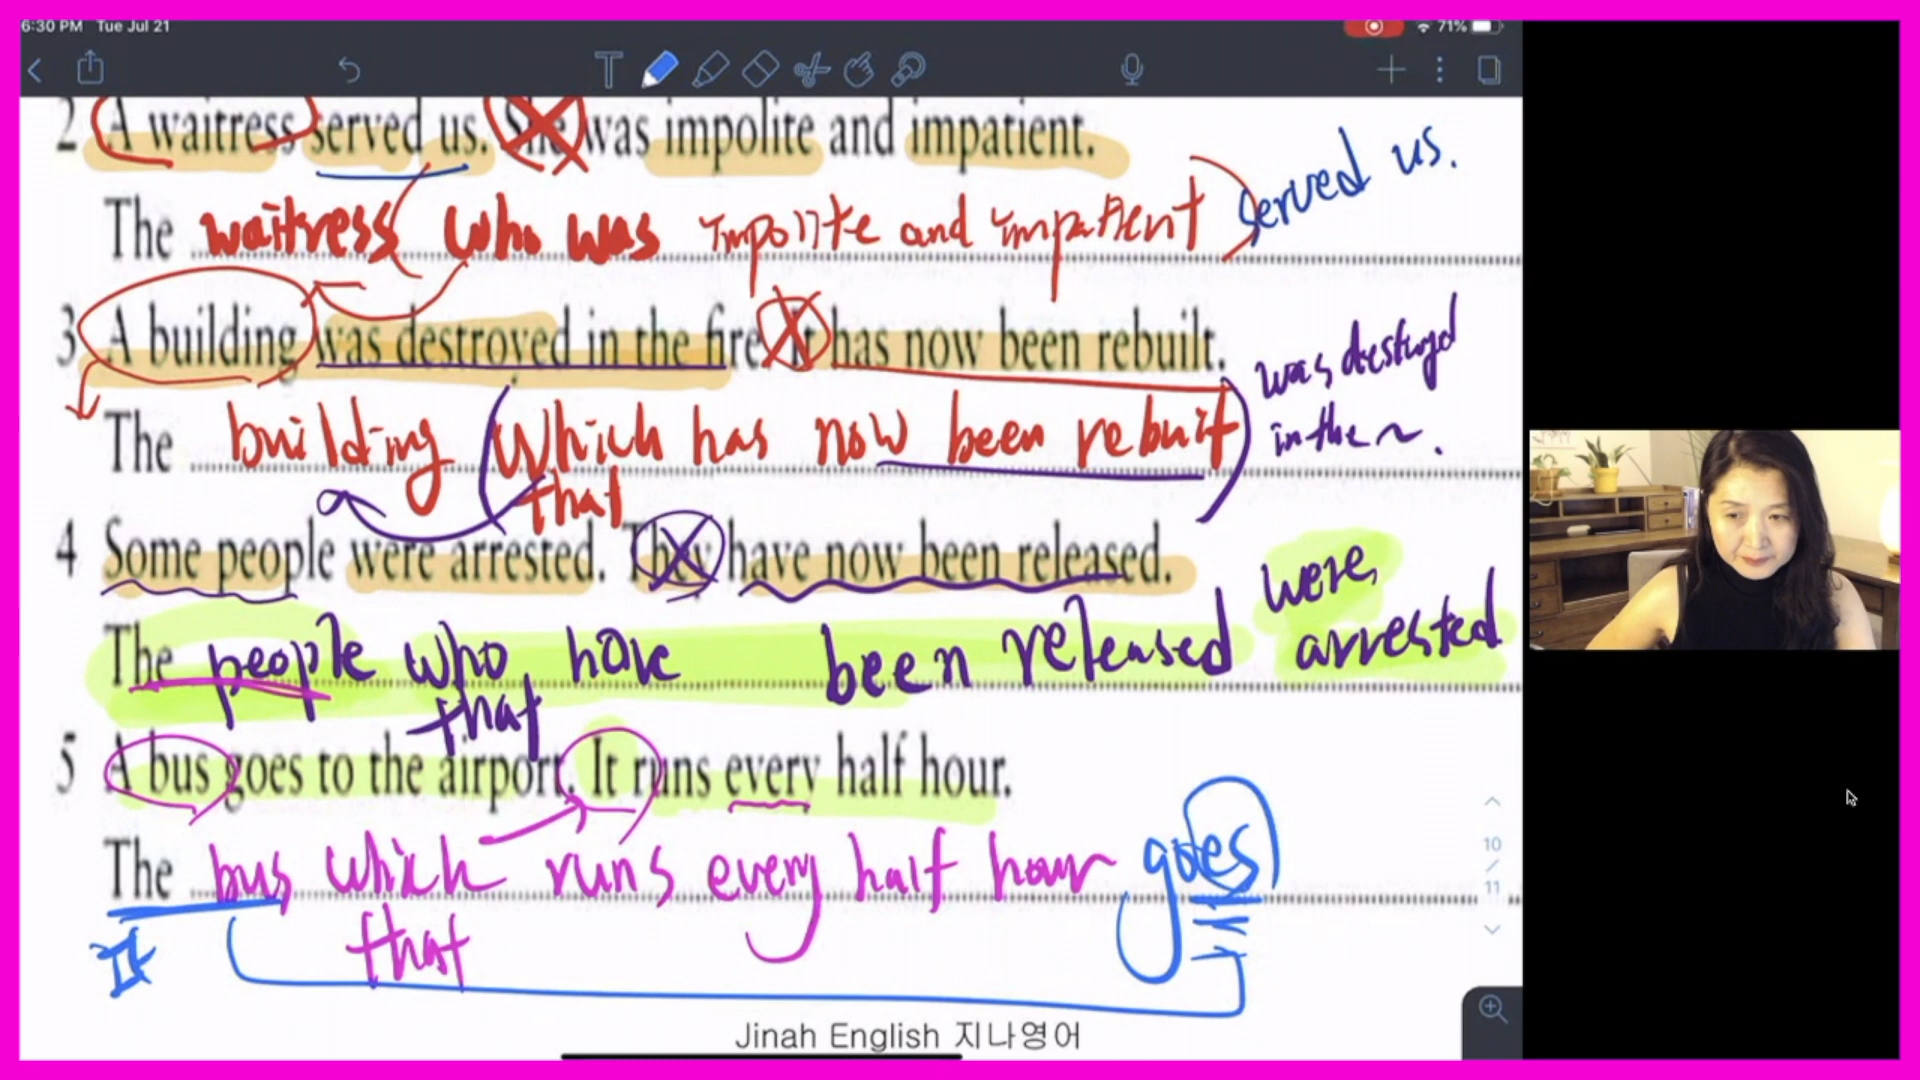 6:30 PM Tue Jul 21
71%
2 A waitress served us. She was impolite and impatient.
served us.
The waitress who was impolite and impatient
3 A building was destroyed in the fire. It has now been rebuilt.
was destroyd
in the ~.
The building which has now been rebuilt
that
4 Some people were arrested. They have now been released.
were
arrested
The people who have been released
that
5 A bus goes to the airport. It runs every half hour.
The bus which runs every half hour goes
It
that
10
/
11
Jinah English 지나영어